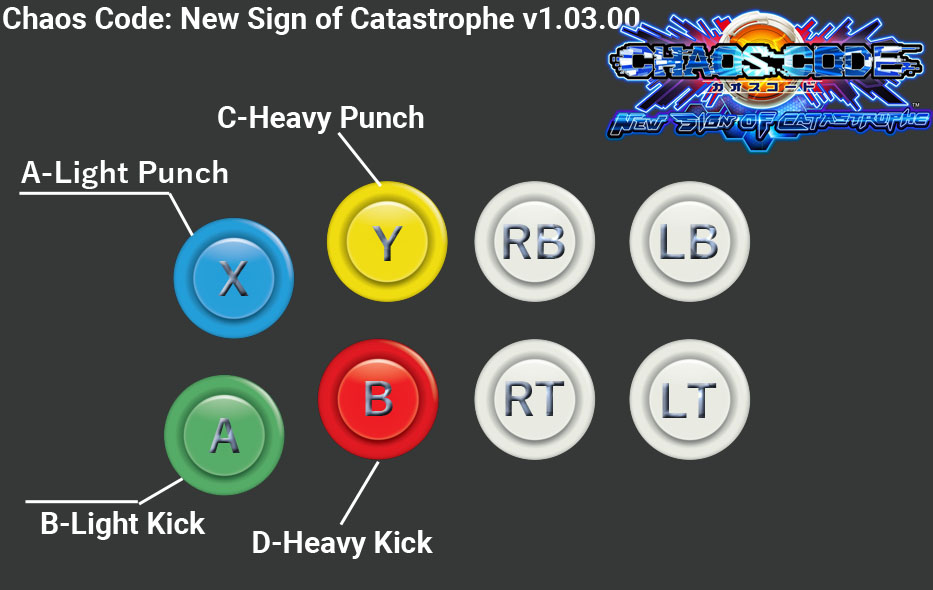 Chaos Code: New Sign of Catastrophe v1.03.00
CHAOS CODE
カオスコード
™
NEW SIGN OF CATASTROPHE
C-Heavy Punch
A-Light Punch
X
Y
RB
LB
A
B
RT
LT
B-Light Kick
D-Heavy Kick